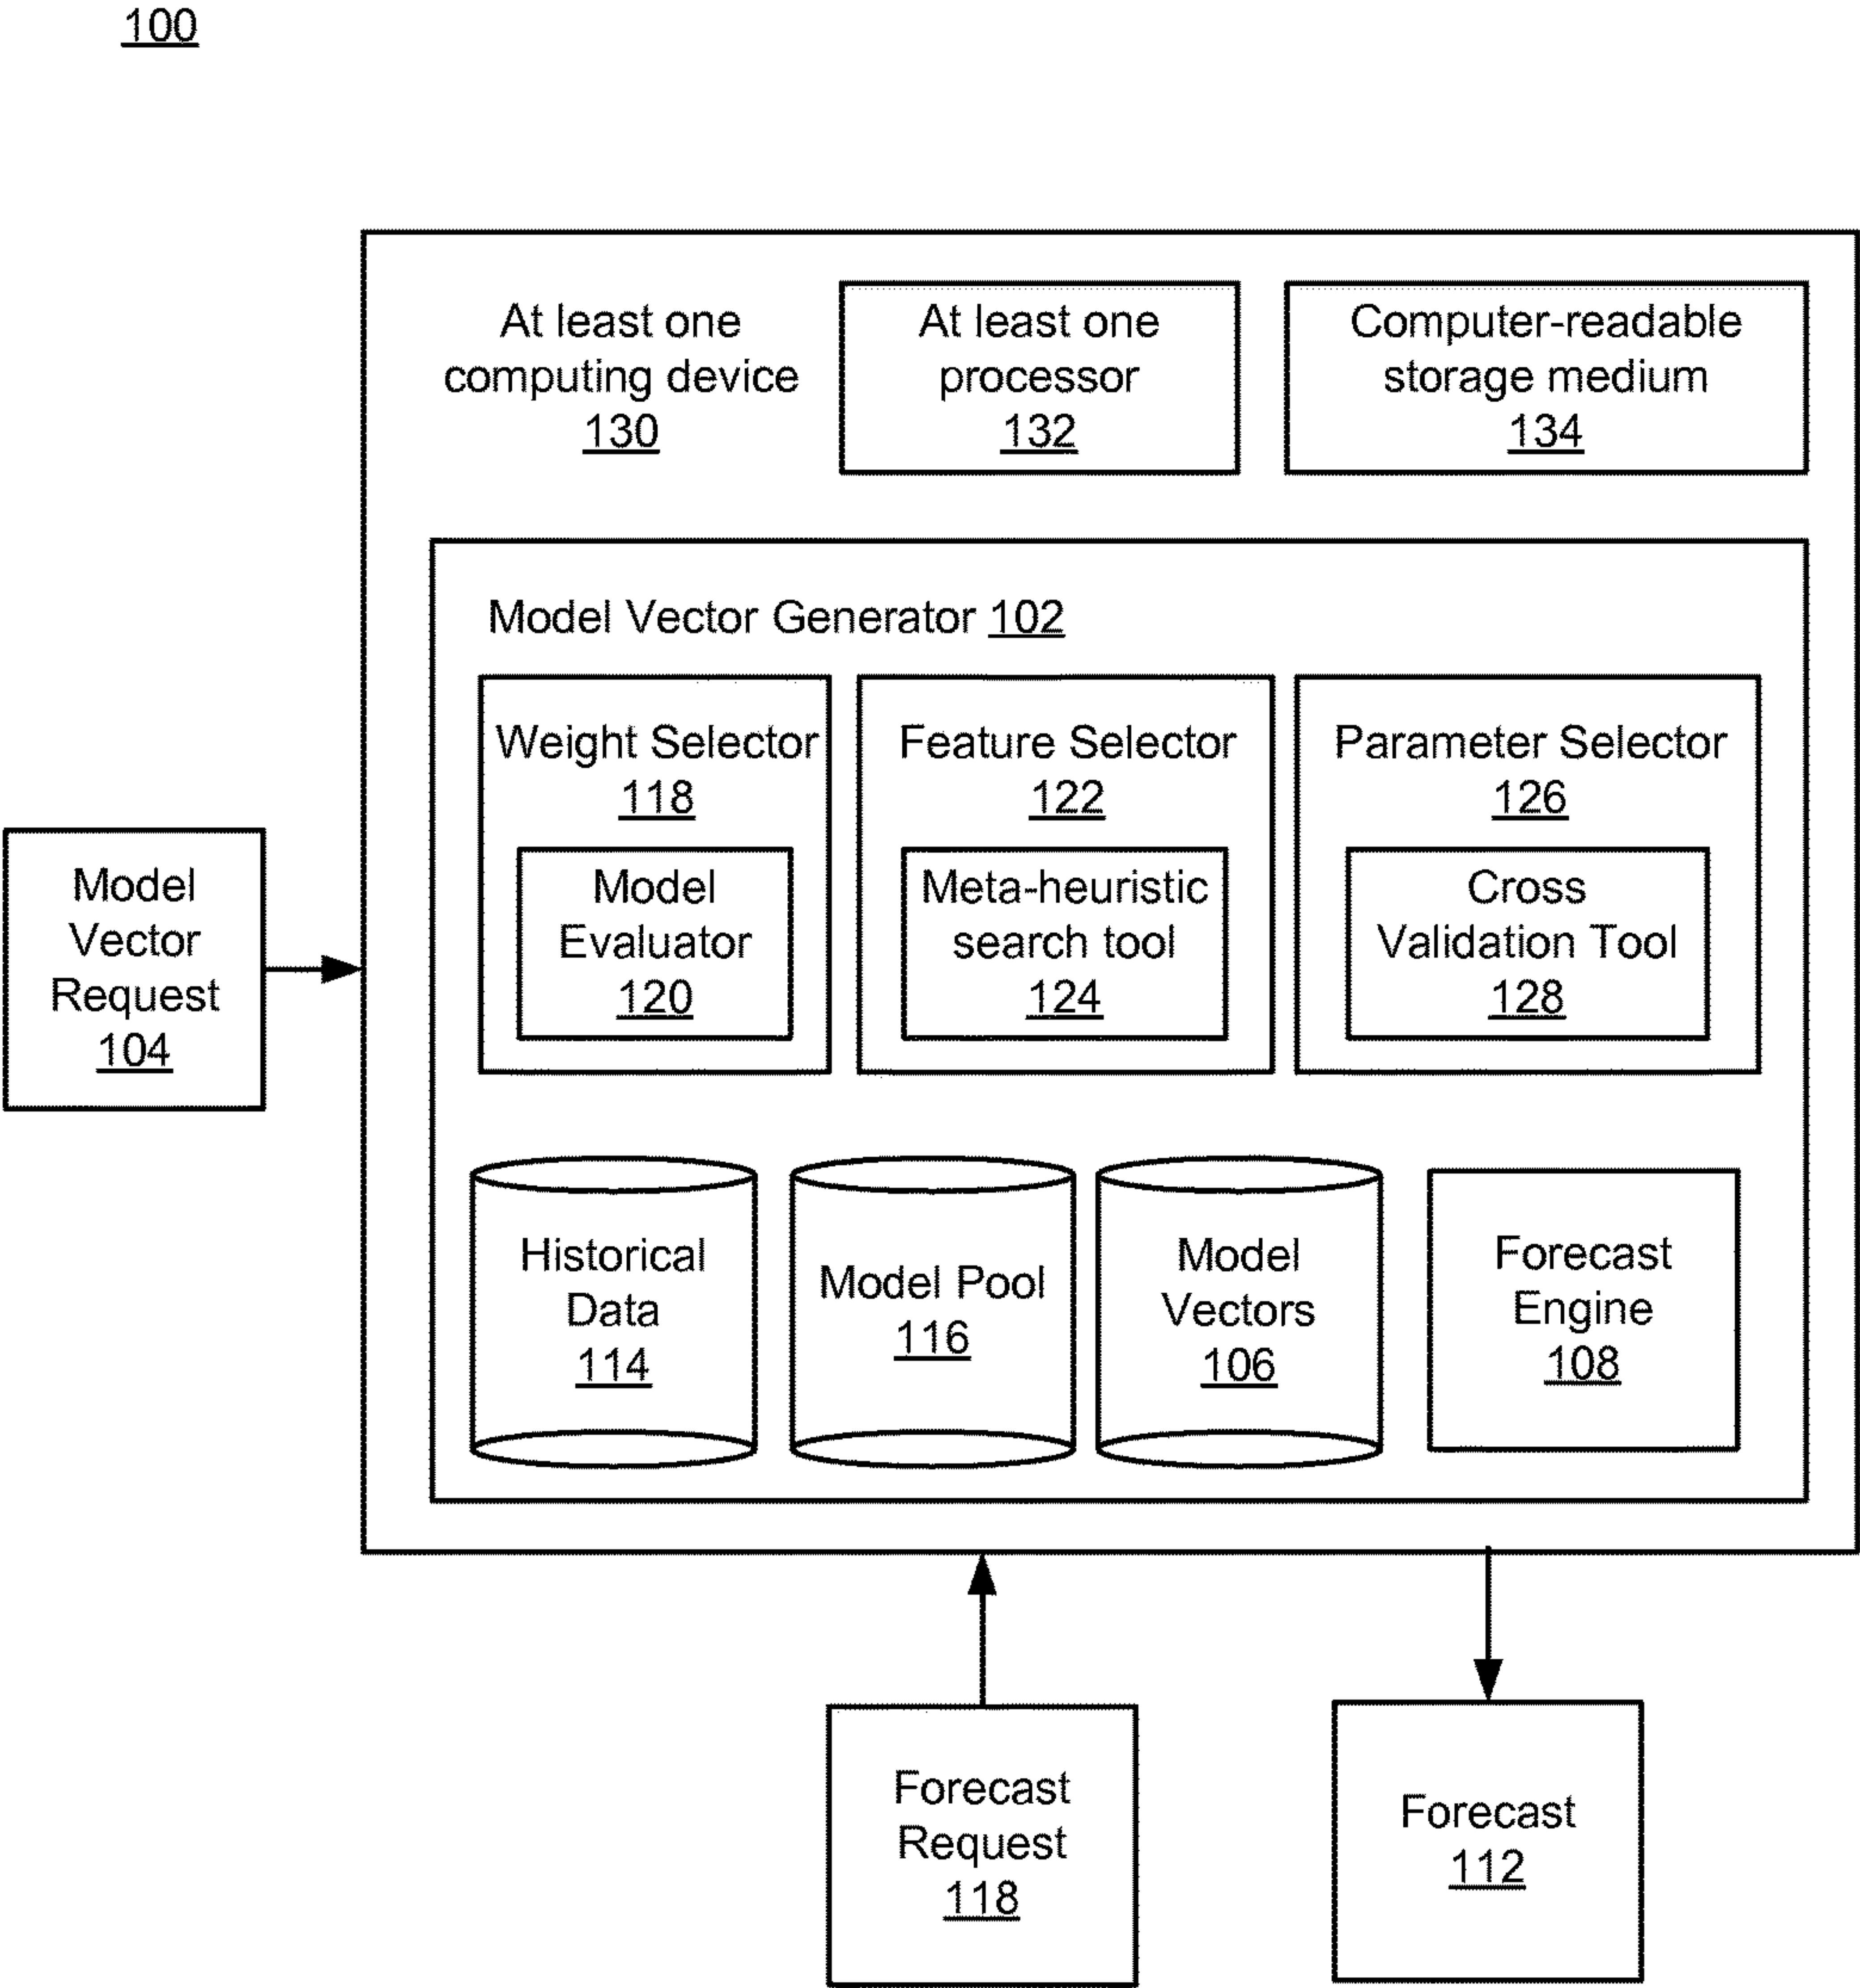 100
At least one
computing device
130
At least one
processor
132
Computer-readable
storage medium
134
Model Vector Generator 102
Weight Selector
118
Model
Evaluator
120
Feature Selector
122
Meta-heuristic
search tool
124
Parameter Selector
126
Cross
Validation Tool
128
Model
Vector
Request
104
Historical
Data
114
Model Pool
116
Model
Vectors
106
Forecast
Engine
108
Forecast
Request
118
Forecast
112